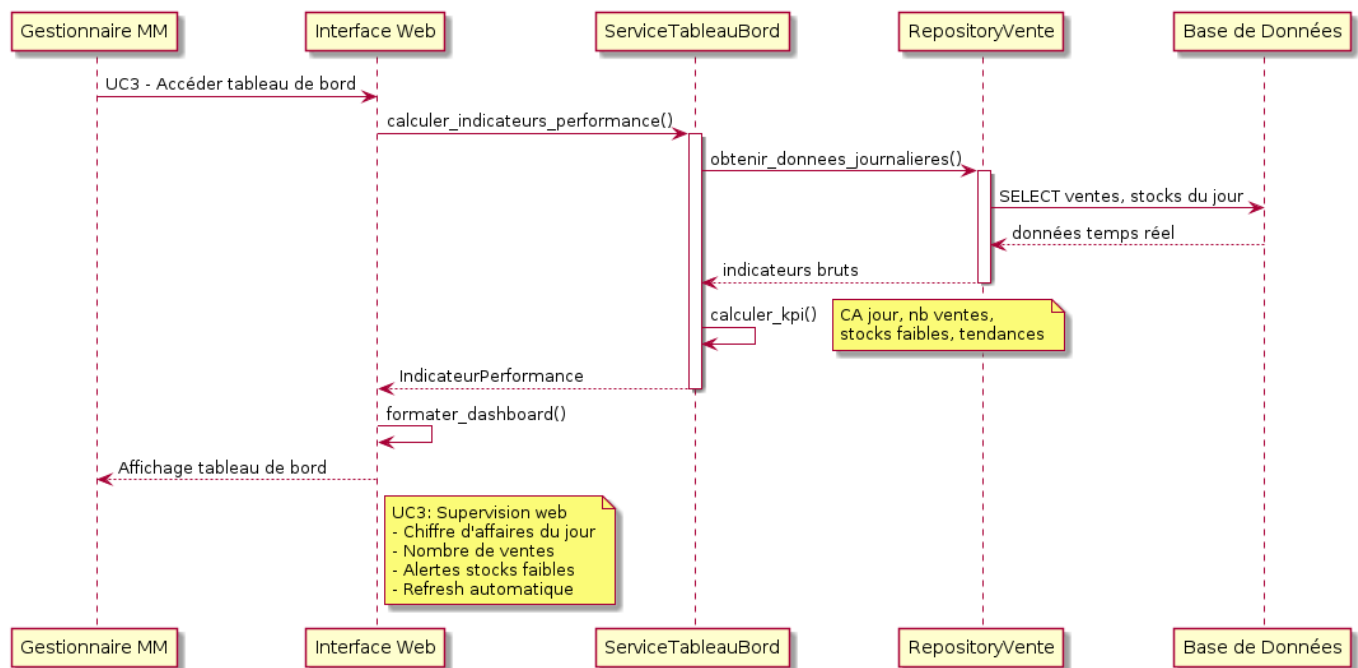 Gestionnaire MM
Interface Web
ServiceTableauBord
RepositoryVente
Base de Données
UC3 - Accéder tableau de bord
calculer_indicateurs_performance()
obtenir_donnees_journalieres()
SELECT ventes, stocks du jour
données temps réel
indicateurs bruts
calculer_kpi()
CA jour, nb ventes,
stocks faibles, tendances
IndicateurPerformance
formater_dashboard()
Affichage tableau de bord
UC3: Supervision web
- Chiffre d'affaires du jour
- Nombre de ventes
- Alertes stocks faibles
- Refresh automatique
Gestionnaire MM
Interface Web
ServiceTableauBord
RepositoryVente
Base de Données